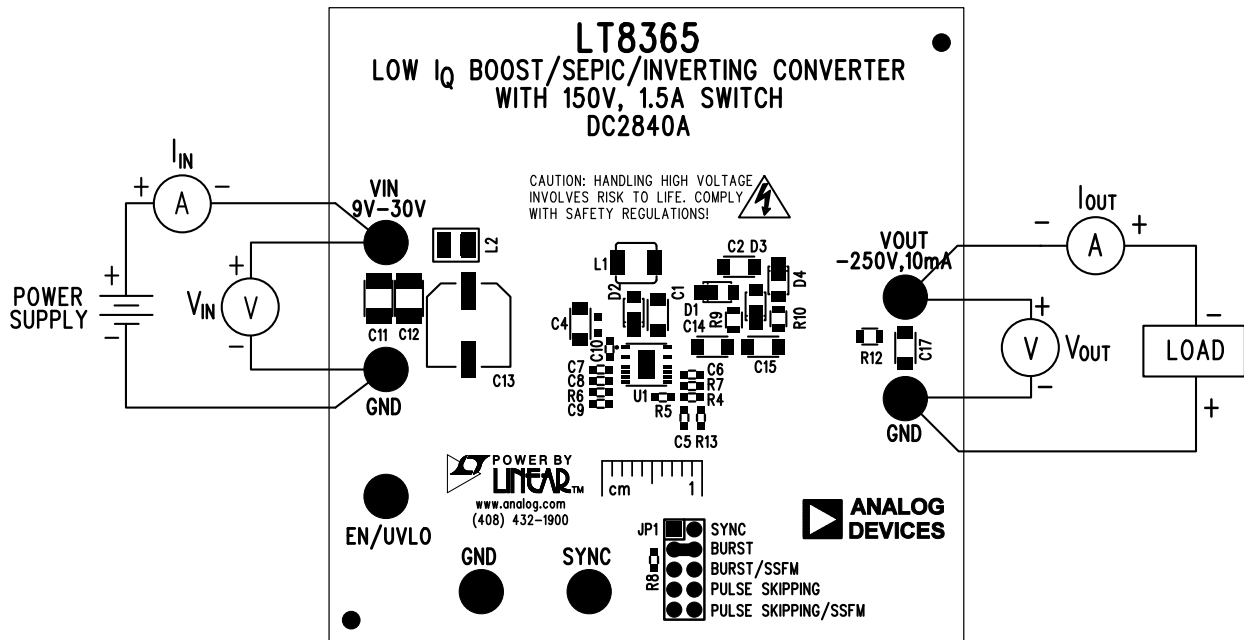 LT8365
LOW IQ BOOST/SEPIC/INVERTING CONVERTER
WITH 150V, 1.5A SWITCH
DC2840A
CAUTION: HANDLING HIGH VOLTAGE
INVOLVES RISK TO LIFE. COMPLY
WITH SAFETY REGULATIONS!
IIN
+ A -
VIN
9V-30V
L2
+
POWER
SUPPLY
-
+
VIN V
-
C11
C12
C13
GND
L1
D2
C1
C2 D3
D4
D1
C14
R9
R10
C4
C10
C7
C8
R6
C9
U1
R5
C6
R7
R4
C15
C5 R13
VOUT
-250V,10mA
IOUT
- A +
+
V VOUT
-
-
LOAD
+
R12
C17
GND
POWER BY
LINEAR™
www.analog.com
(408) 432-1900
cm 1
ANALOG
DEVICES
EN/UVLO
GND
SYNC
JP1
R8
SYNC
BURST
BURST/SSFM
PULSE SKIPPING
PULSE SKIPPING/SSFM